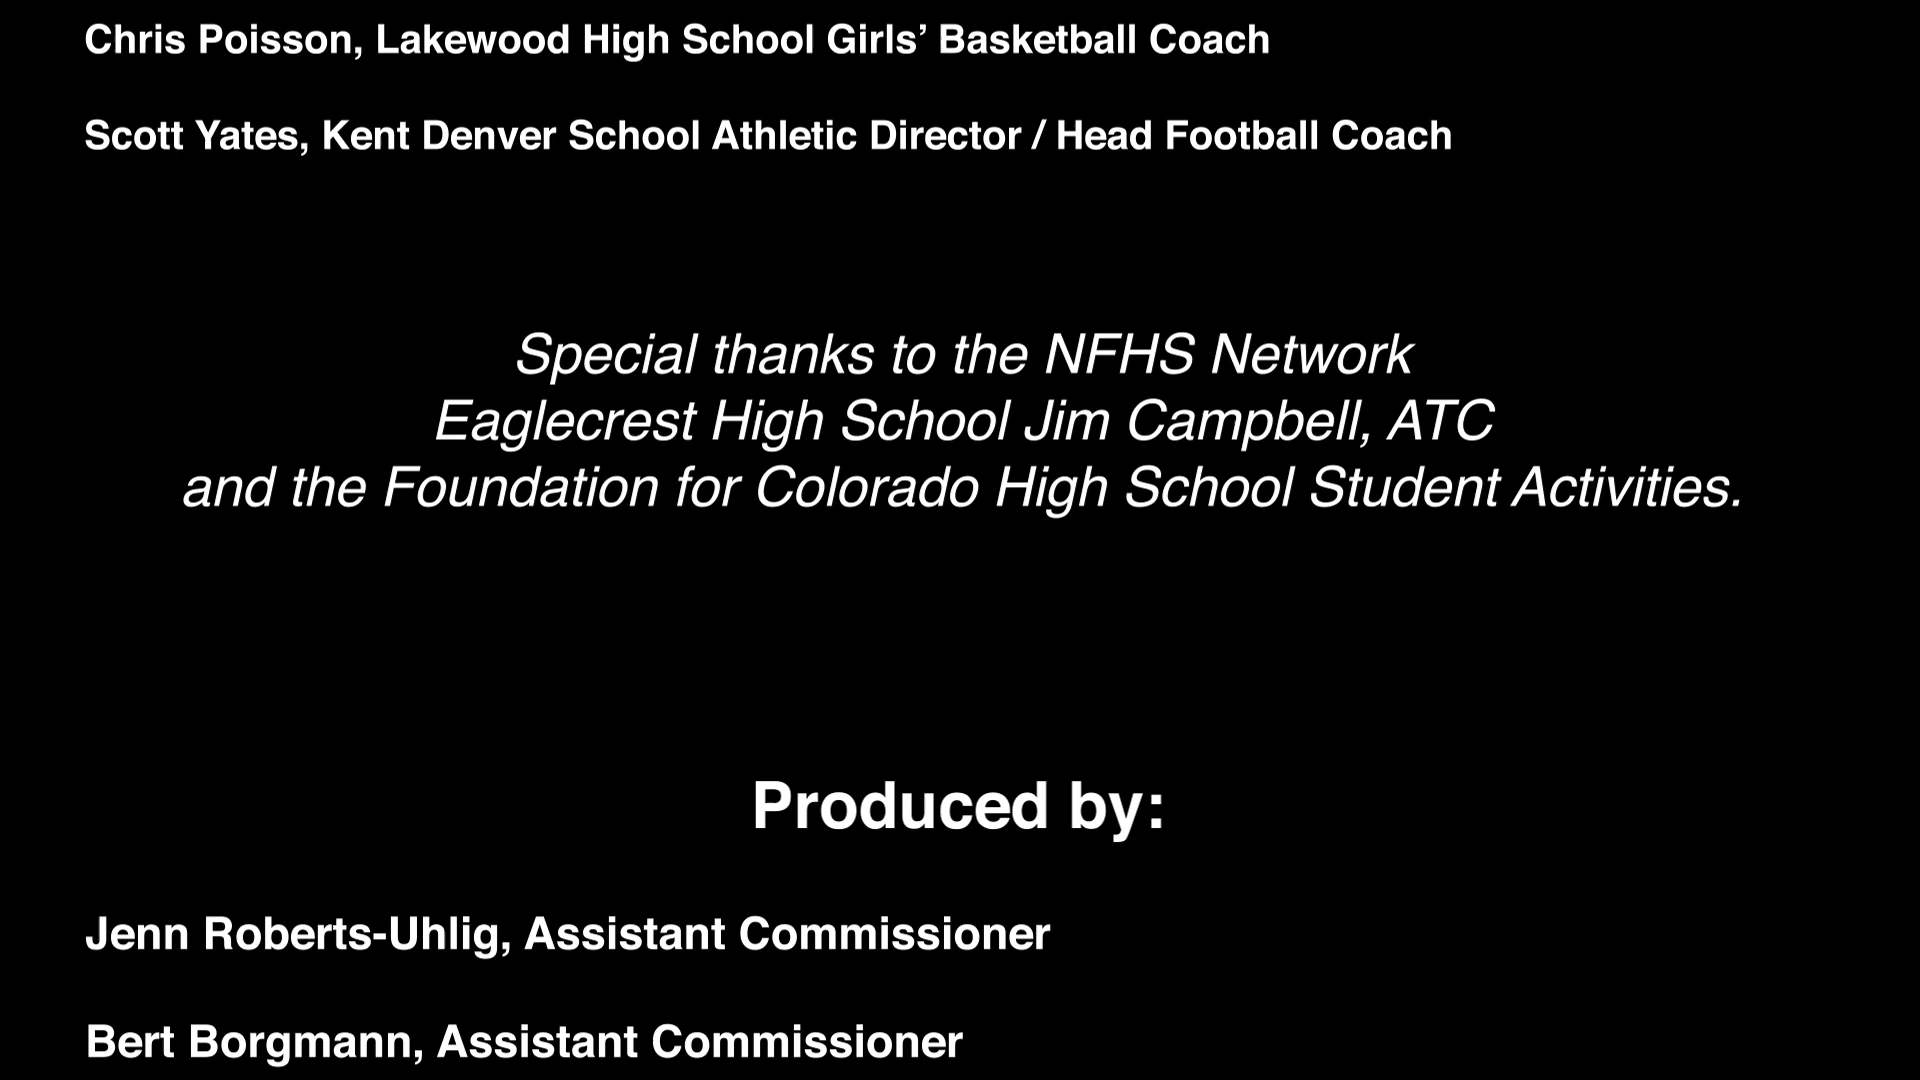 Chris Poisson, Lakewood High School Girls’ Basketball Coach
Scott Yates, Kent Denver School Athletic Director / Head Football Coach
Special thanks to the NFHS Network
Eaglecrest High School Jim Campbell, ATC
and the Foundation for Colorado High School Student Activities.
Produced by:
Jenn Roberts-Uhlig, Assistant Commissioner
Bert Borgmann, Assistant Commissioner